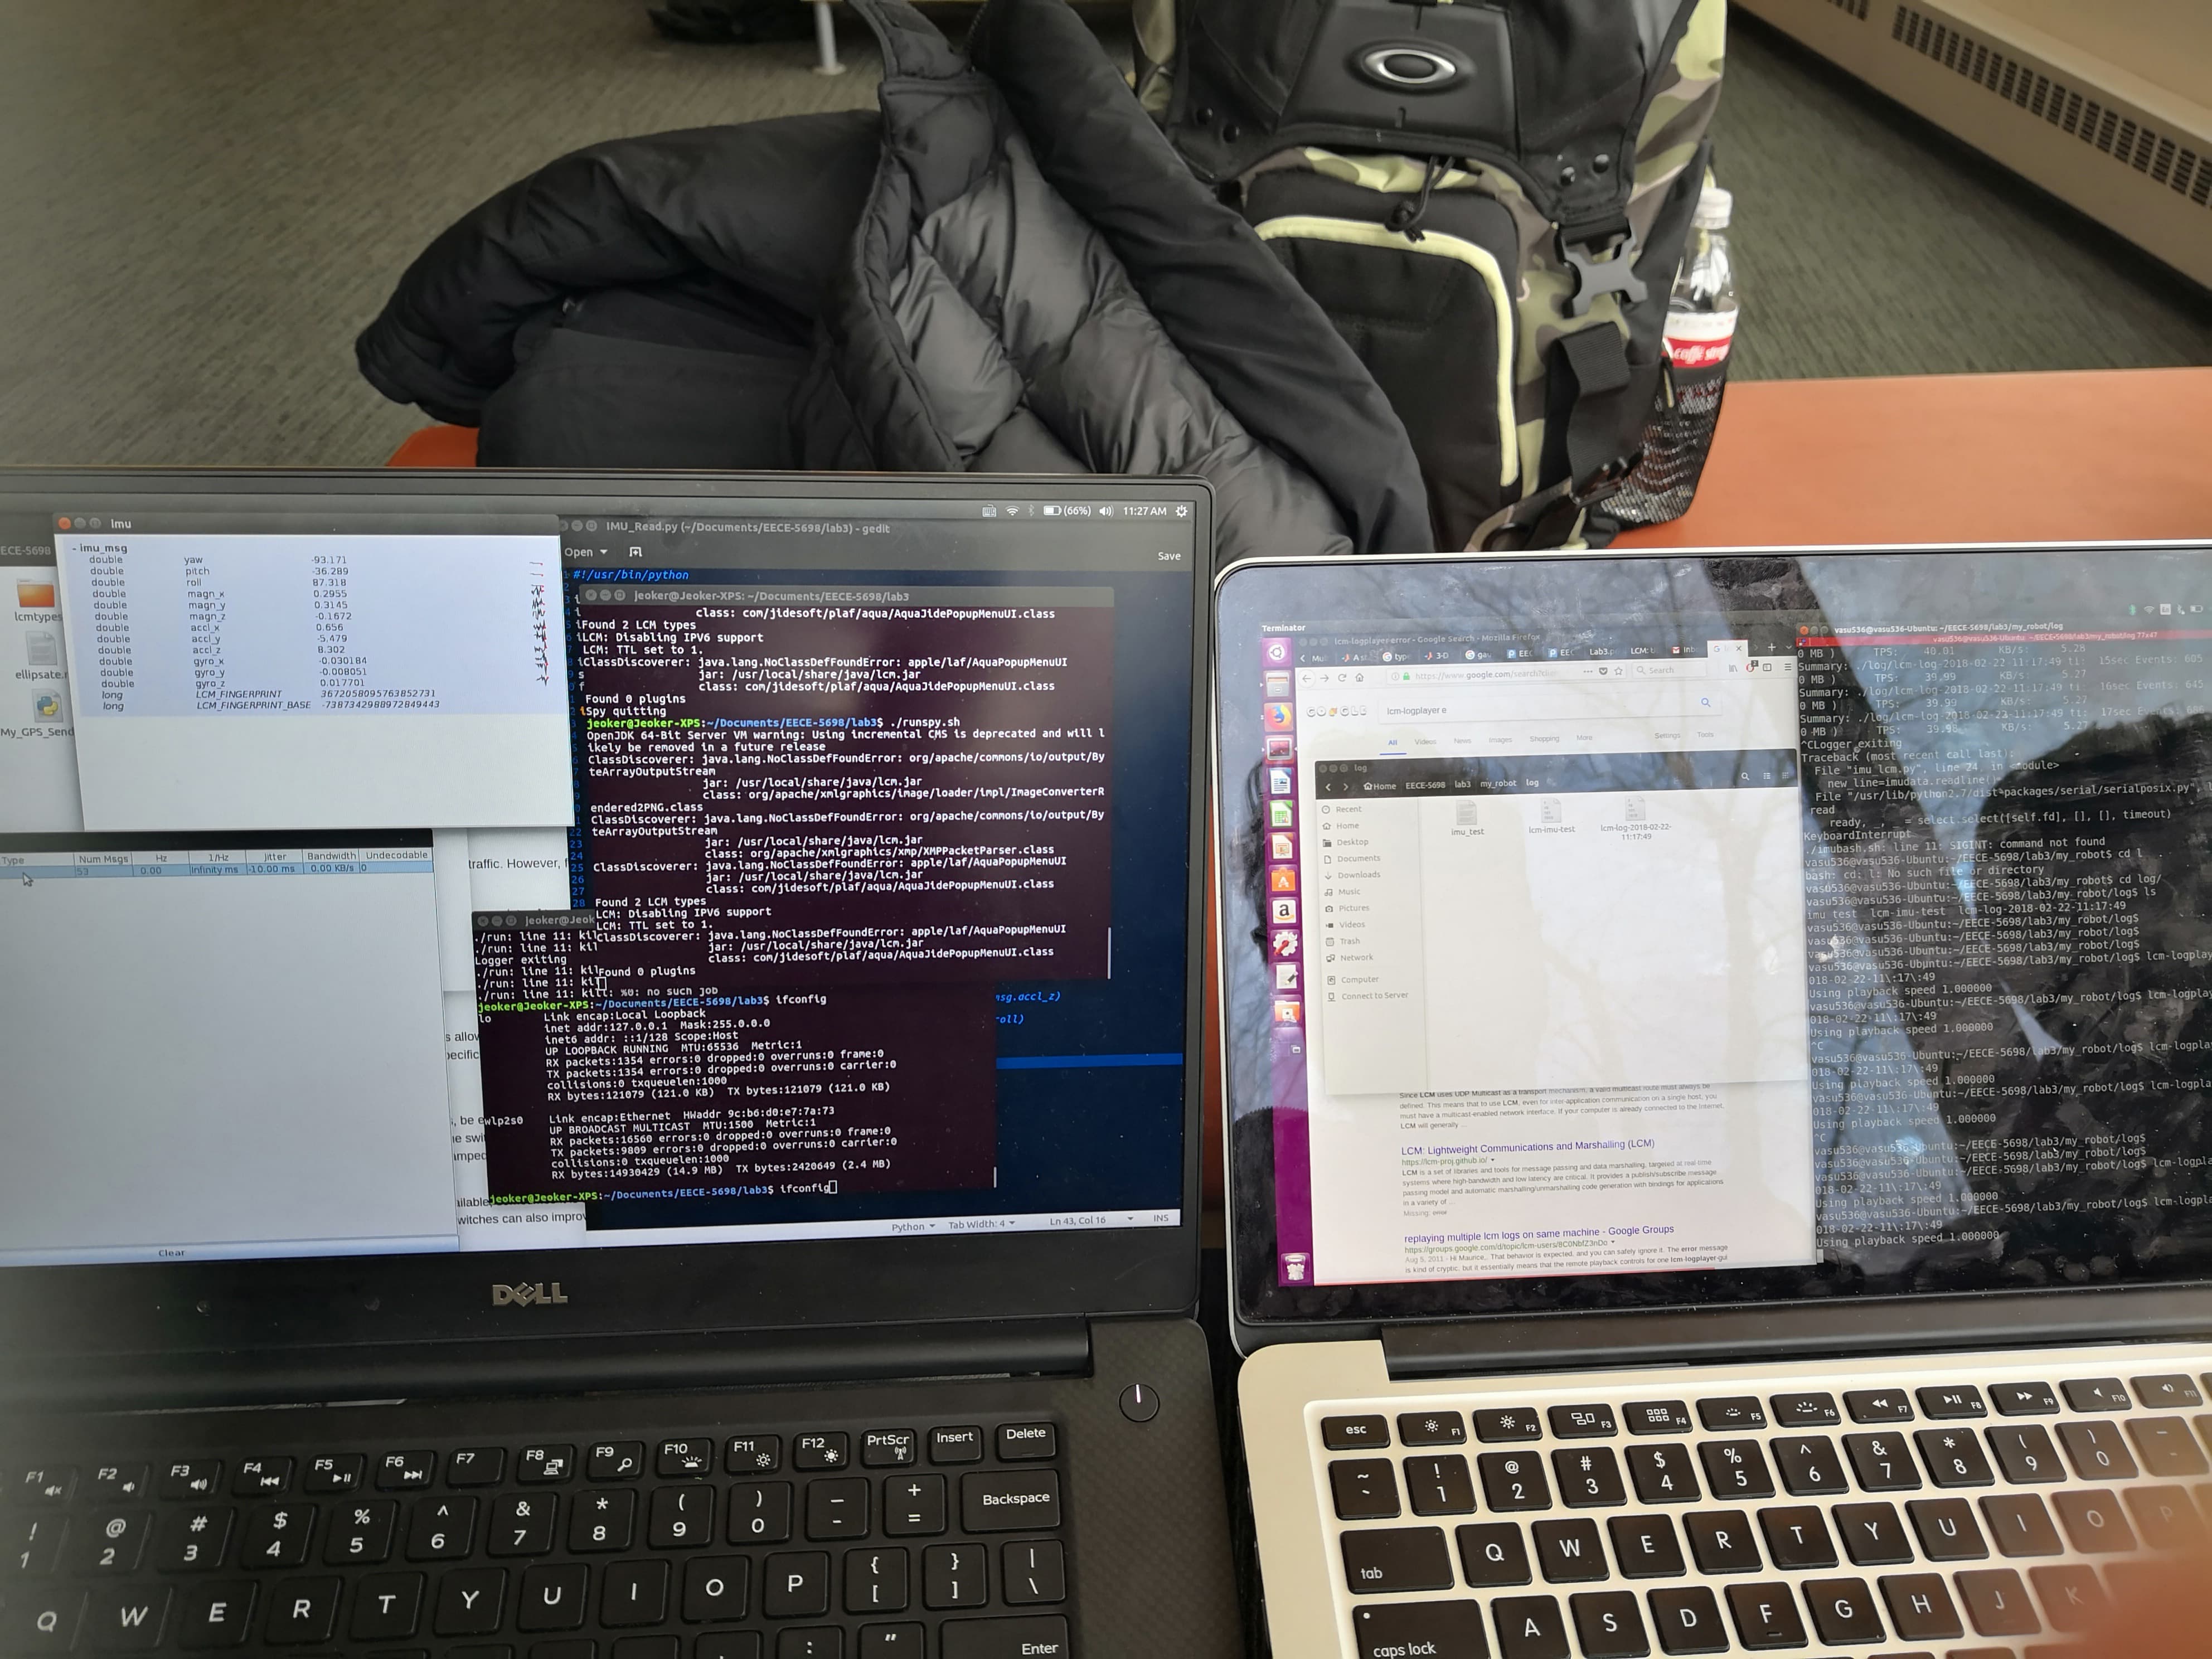 caffè
imu
- imu_msg
double yaw -93.171
double pitch -36.289
double roll 87.318
double magn_x 0.2955
double magn_y 0.3145
double magn_z -0.1672
double accl_x 0.656
double accl_y -5.479
double accl_z 8.302
double gyro_x -0.030184
double gyro_y -0.008051
double gyro_z 0.017701
long LCM_FINGERPRINT 3672058095763852731
long LCM_FINGERPRINT_BASE -7387342988972849443
ECE-5698
lcmtypes
ellipsate.
My_GPS_Send
Type Num Msgs Hz 1/Hz Jitter Bandwidth Undecodable
53 0.00 Infinity ms -10.00 ms 0.00 KB/s 0
Clear
(66%) 11:27 AM
IMU_Read.py (~/Documents/EECE-5698/lab3) - gedit
Open Save
#!/usr/bin/python
jeoker@Jeoker-XPS: ~/Documents/EECE-5698/lab3
class: com/jidesoft/plaf/aqua/AquaJidePopupMenuUI.class
Found 2 LCM types
LCM: Disabling IPV6 support
LCM: TTL set to 1.
ClassDiscoverer: java.lang.NoClassDefFoundError: apple/laf/AquaPopupMenuUI
jar: /usr/local/share/java/lcm.jar
class: com/jidesoft/plaf/aqua/AquaJidePopupMenuUI.class
Found 0 plugins
Spy quitting
jeoker@Jeoker-XPS:~/Documents/EECE-5698/lab3$ ./runspy.sh
OpenJDK 64-Bit Server VM warning: Using incremental CMS is deprecated and will l
ikely be removed in a future release
ClassDiscoverer: java.lang.NoClassDefFoundError: org/apache/commons/io/output/By
teArrayOutputStream
jar: /usr/local/share/java/lcm.jar
class: org/apache/xmlgraphics/image/loader/impl/ImageConverterR
endered2PNG.class
ClassDiscoverer: java.lang.NoClassDefFoundError: org/apache/commons/io/output/By
teArrayOutputStream
jar: /usr/local/share/java/lcm.jar
class: org/apache/xmlgraphics/xmp/XMPPacketParser.class
ClassDiscoverer: java.lang.NoClassDefFoundError: apple/laf/AquaPopupMenuUI
jar: /usr/local/share/java/lcm.jar
class: com/jidesoft/plaf/aqua/AquaJidePopupMenuUI.class
Found 2 LCM types
LCM: Disabling IPV6 support
LCM: TTL set to 1.
ClassDiscoverer: java.lang.NoClassDefFoundError: apple/laf/AquaPopupMenuUI
jar: /usr/local/share/java/lcm.jar
class: com/jidesoft/plaf/aqua/AquaJidePopupMenuUI.class
Found 0 plugins
22
23
24
25
26
27
28
traffic. However,
jeoker@Jeok
./run: line 11: kil
./run: line 11: kil
Logger exiting
./run: line 11: kil
./run: line 11: kil
./run: line 11: kill: %0: no such job
jeoker@Jeoker-XPS:~/Documents/EECE-5698/lab3$ ifconfig
lo Link encap:Local Loopback
inet addr:127.0.0.1 Mask:255.0.0.0
inet6 addr: ::1/128 Scope:Host
UP LOOPBACK RUNNING MTU:65536 Metric:1
RX packets:1354 errors:0 dropped:0 overruns:0 frame:0
TX packets:1354 errors:0 dropped:0 overruns:0 carrier:0
collisions:0 txqueuelen:1000
RX bytes:121079 (121.0 KB) TX bytes:121079 (121.0 KB)
wlp2s0 Link encap:Ethernet HWaddr 9c:b6:d0:e7:7a:73
UP BROADCAST MULTICAST MTU:1500 Metric:1
RX packets:16560 errors:0 dropped:0 overruns:0 frame:0
TX packets:9809 errors:0 dropped:0 overruns:0 carrier:0
collisions:0 txqueuelen:1000
RX bytes:14930429 (14.9 MB) TX bytes:2420649 (2.4 MB)
jeoker@Jeoker-XPS:~/Documents/EECE-5698/lab3$ ifconfig
msg.accl_z)
roll)
s allow
pecific
, be e
e swit
mped
ailable,
witches can also improv
Python Tab Width: 4 Ln 43, Col 16 INS
DELL
F1 F2 F3 F4 F5 F6 F7 F8 F9 F10 F11 F12 PrtScr Insert Delete
! @ # $ % ^ & * ( ) — + Backspace
1 2 3 4 5 6 7 8 9 0 - =
Q W E R T Y U I O P { [ } ] | \
: " Enter
Terminator
lcm-logplayer error - Google Search - Mozilla Firefox
https://www.google.com/search
Search
GOOGLE
lcm-logplayer e
All Videos News Images Shopping More Settings Tools
log
Home EECE-5698 lab3 my_robot log
Recent
Home
Desktop
Documents
Downloads
Music
Pictures
Videos
Trash
Network
Computer
Connect to Server
imu_test
lcm-imu-test
lcm-log-2018-02-22-
11:17:49
Since LCM uses UDP Multicast as a transport mechanism, a valid multicast route must always be
defined. This means that to use LCM, even for inter-application communication on a single host, you
must have a multicast-enabled network interface. If your computer is already connected to the Internet,
LCM will generally ...
LCM: Lightweight Communications and Marshalling (LCM)
https://lcm-proj.github.io/
LCM is a set of libraries and tools for message passing and data marshalling, targeted at real-time
systems where high-bandwidth and low latency are critical. It provides a publish/subscribe message
passing model and automatic marshalling/unmarshalling code generation with bindings for applications
in a variety of ...
Missing: error
replaying multiple lcm logs on same machine - Google Groups
https://groups.google.com/d/topic/lcm-users/8C0NbfZ3nDo
Aug 5, 2011 - Hi Maurice,. That behavior is expected, and you can safely ignore it. The error message
is kind of cryptic, but it essentially means that the remote playback controls for one lcm-logplayer-gui
vasu536@vasu536-Ubuntu: ~/EECE-5698/lab3/my_robot/log
vasu536@vasu536-Ubuntu: ~/EECE-5698/lab3/my_robot/log 77x47
0 MB ) TPS: 40.01 KB/s: 5.28
Summary: ./log/lcm-log-2018-02-22-11:17:49 ti: 15sec Events: 605
0 MB ) TPS: 39.99 KB/s: 5.27
Summary: ./log/lcm-log-2018-02-22-11:17:49 ti: 16sec Events: 645
0 MB ) TPS: 39.99 KB/s: 5.27
Summary: ./log/lcm-log-2018-02-22-11:17:49 ti: 17sec Events:
0 MB ) TPS: 39.98 KB/s: 5.27
^CLogger exiting
Traceback (most recent call last):
File "imu_lcm.py", line 24, in <module>
new_line=imudata.readline()
File "/usr/lib/python2.7/dist-packages/serial/serialposix.py",
read
ready, _, _ = select.select([self.fd], [], [], timeout)
KeyboardInterrupt
./imubash.sh: line 11: SIGINT: command not found
vasu536@vasu536-Ubuntu:~/EECE-5698/lab3/my_robot$ cd l
bash: cd: l: No such file or directory
vasu536@vasu536-Ubuntu:~/EECE-5698/lab3/my_robot$ cd log/
vasu536@vasu536-Ubuntu:~/EECE-5698/lab3/my_robot/log$ ls
imu test lcm-imu-test lcm-log-2018-02-22-11:17:49
vasu536@vasu536-Ubuntu:~/EECE-5698/lab3/my_robot/log$
vasu536@vasu536-Ubuntu:~/EECE-5698/lab3/my_robot/log$
vasu536@vasu536-Ubuntu:~/EECE-5698/lab3/my_robot/log$
vasu536@vasu536-Ubuntu:~/EECE-5698/lab3/my_robot/log$ lcm-logplay
018-02-22-11\:17\:49
Using playback speed 1.000000
vasu536@vasu536-Ubuntu:~/EECE-5698/lab3/my_robot/log$ lcm-logplay
018-02-22-11\:17\:49
Using playback speed 1.000000
^C
vasu536@vasu536-Ubuntu:~/EECE-5698/lab3/my_robot/log$ lcm-logplay
018-02-22-11\:17\:49
Using playback speed 1.000000
vasu536@vasu536-Ubuntu:~/EECE-5698/lab3/my_robot/log$ lcm-logpla
018-02-22-11\:17\:49
Using playback speed 1.000000
^C
vasu536@vasu536-Ubuntu:~/EECE-5698/lab3/my_robot/log$
vasu536@vasu536-Ubuntu:~/EECE-5698/lab3/my_robot/log$
vasu536@vasu536-Ubuntu:~/EECE-5698/lab3/my_robot/log$ lcm-logpla
018-02-22-11\:17\:49
Using playback speed 1.000000
vasu536@vasu536-Ubuntu:~/EECE-5698/lab3/my_robot/log$ lcm-logpla
018-02-22-11\:17\:49
Using playback speed 1.000000
esc F1 F2 F3 F4 F5 F6 F7 F8 F9 F10 F11
~ ! @ # $ % ^ & * ( ) -
1 2 3 4 5 6 7 8 9 0
tab Q W E R T Y U I O P
caps lock A S D F G H J K